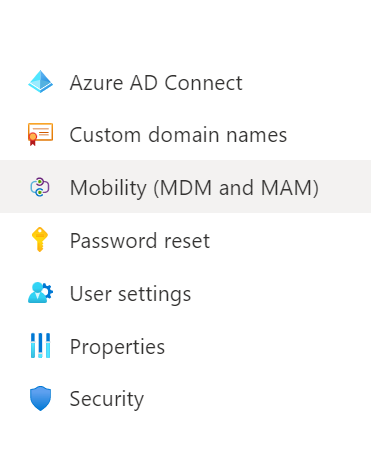 Azure AD Connect
Custom domain names
Mobility (MDM and MAM)
Password reset
User settings
Properties
Security